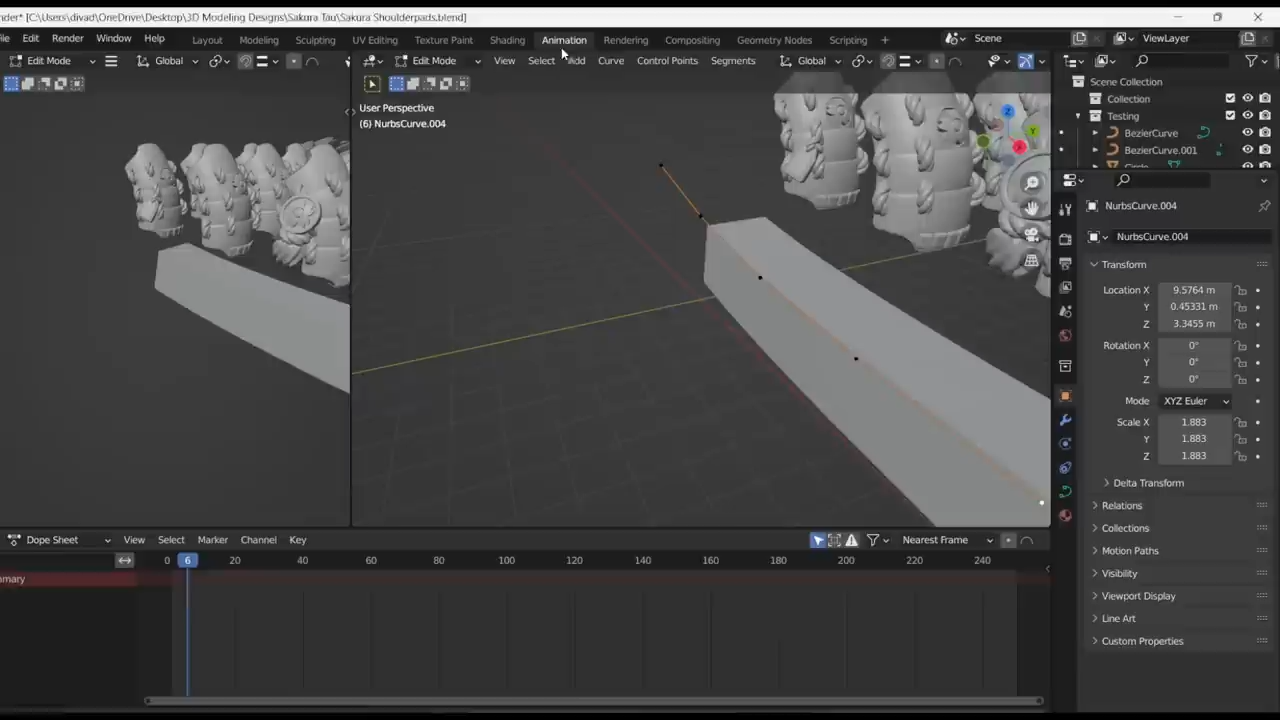 nder* [C:\Users\divad\OneDrive\Desktop\3D Modeling Designs\Sakura Tau\Sakura Shoulderpads.blend]
ile Edit Render Window Help Layout Modeling Sculpting UV Editing Texture Paint Shading Animation Rendering Compositing Geometry Nodes Scripting + Scene ViewLayer
Edit Mode Global Edit Mode View Select Add Curve Control Points Segments Global
User Perspective
(6) NurbsCurve.004
Z
Y
X
Scene Collection
Collection
Testing
BezierCurve
BezierCurve.001
Circle
NurbsCurve.004
NurbsCurve.004
Transform
Location X 9.5764 m
Y 0.45331 m
Z 3.3455 m
Rotation X 0°
Y 0°
Z 0°
Mode XYZ Euler
Scale X 1.883
Y 1.883
Z 1.883
Delta Transform
Relations
Collections
Motion Paths
Visibility
Viewport Display
Line Art
Custom Properties
Dope Sheet View Select Marker Channel Key Nearest Frame
0 6 20 40 60 80 100 120 140 160 180 200 220 240
mary